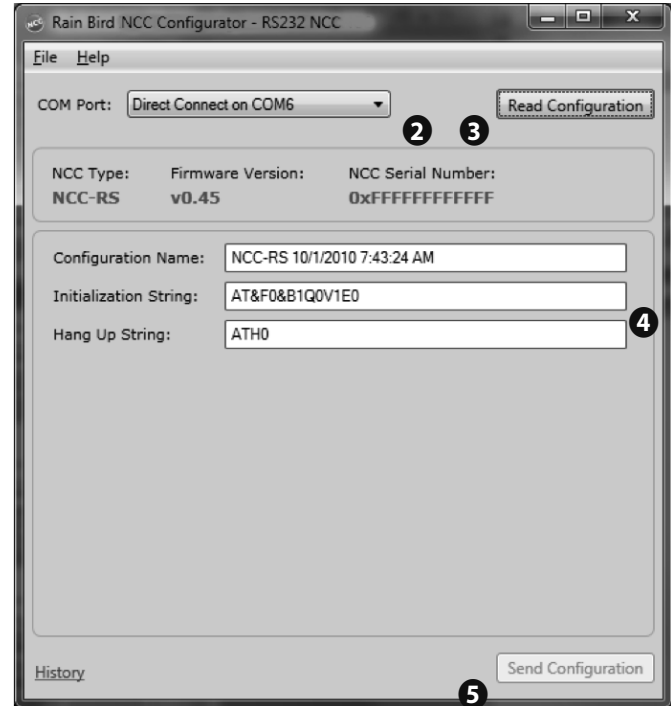 NCC Rain Bird NCC Configurator - RS232 NCC
File Help
COM Port: Direct Connect on COM6 Read Configuration
2 3
NCC Type: Firmware Version: NCC Serial Number:
NCC-RS v0.45 0xFFFFFFFFFFFF
Configuration Name: NCC-RS 10/1/2010 7:43:24 AM
Initialization String: AT&F0&B1Q0V1E0
4
Hang Up String: ATH0
History Send Configuration
5